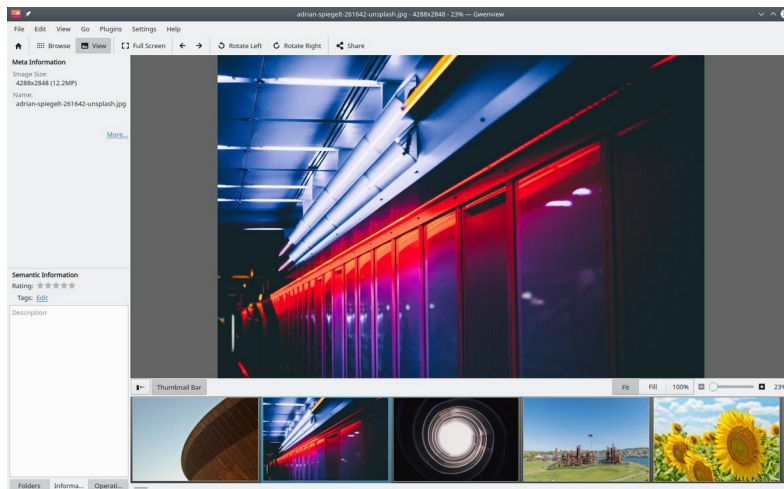 adrian-spiegelt-261642-unsplash.jpg - 4288x2848 - 23% — Gwenview
File Edit View Go Plugins Settings Help
Browse View Full Screen Rotate Left Rotate Right Share
Meta Information
Image Size:
4288x2848 (12.2MP)
Name:
adrian-spiegelt-261642-unsplash.jpg
More...
Semantic Information
Rating:
Tags: Edit
Description
Thumbnail Bar Fit Fill 100% 23%
Folders Informa... Operati...